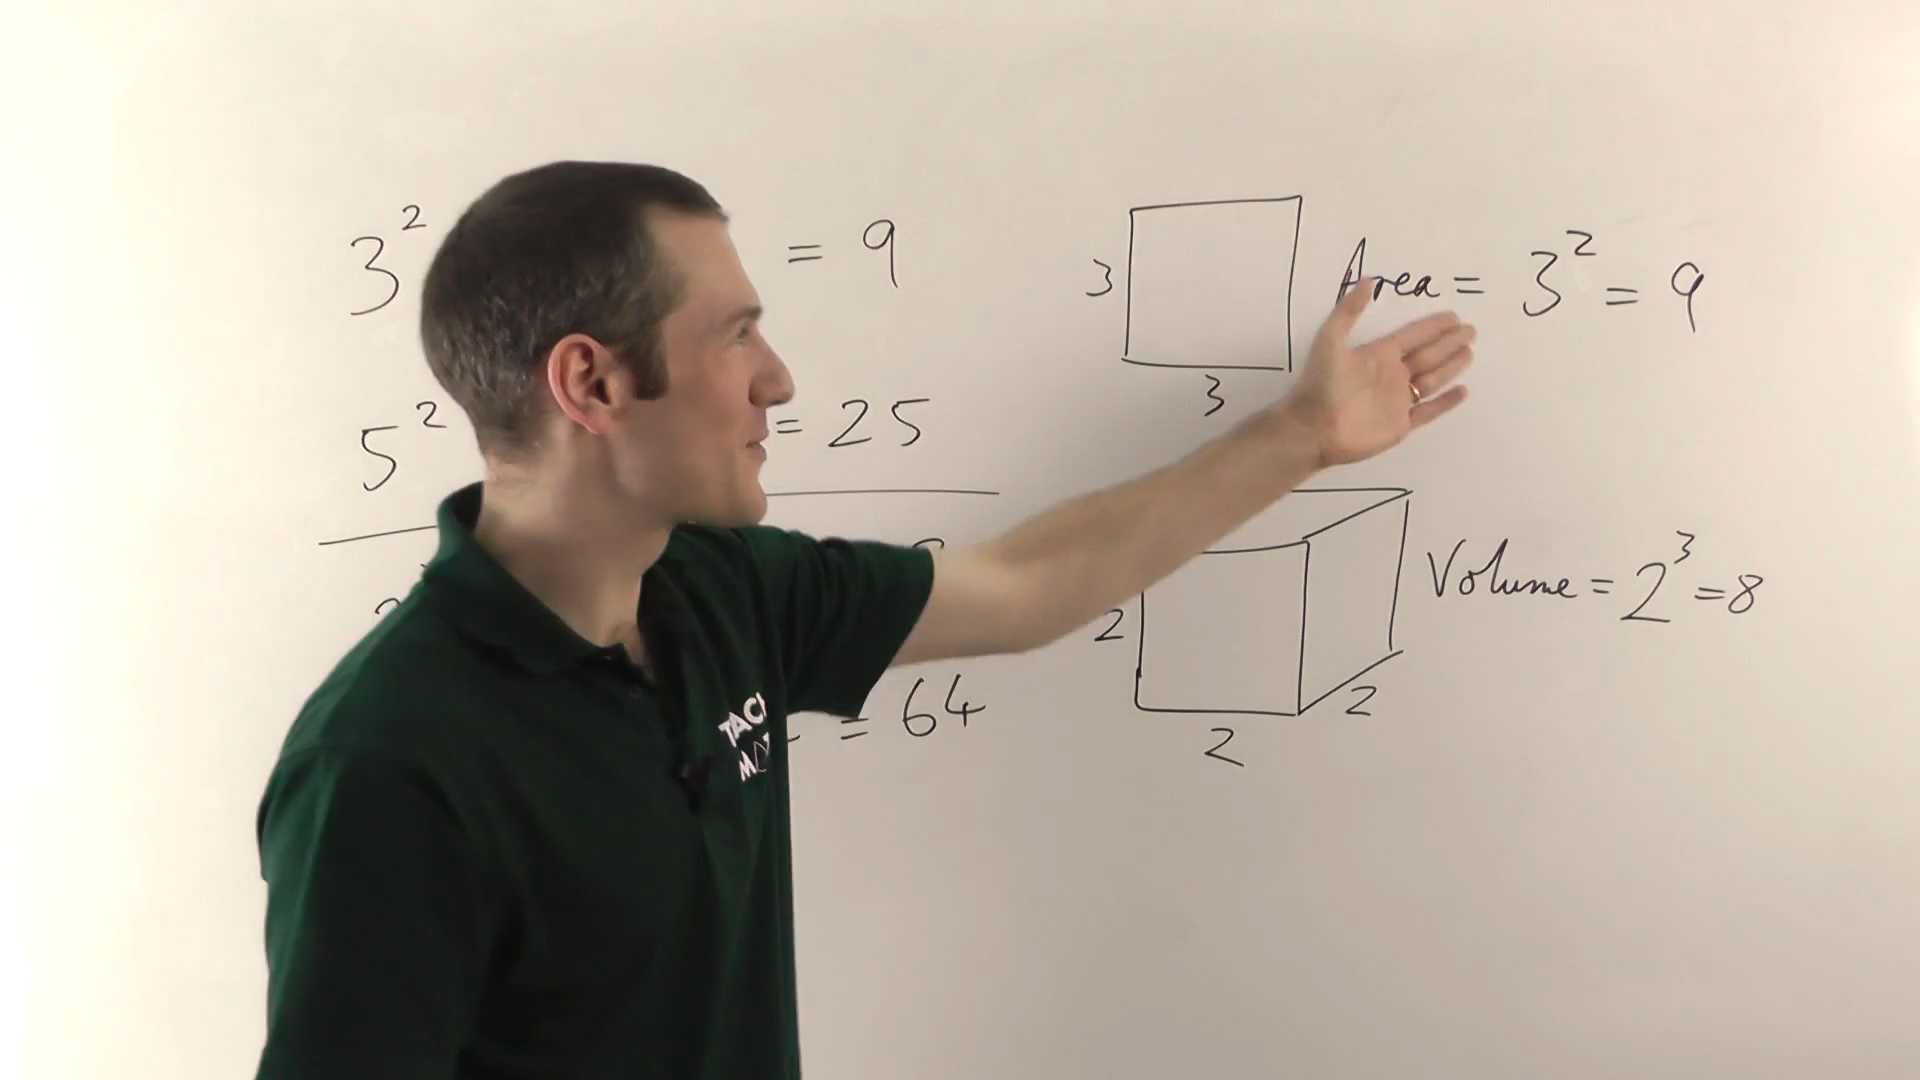 3² = 9
5² = 25
= 64
3
3
Area = 3² = 9
2
2
2
Volume = 2³ = 8